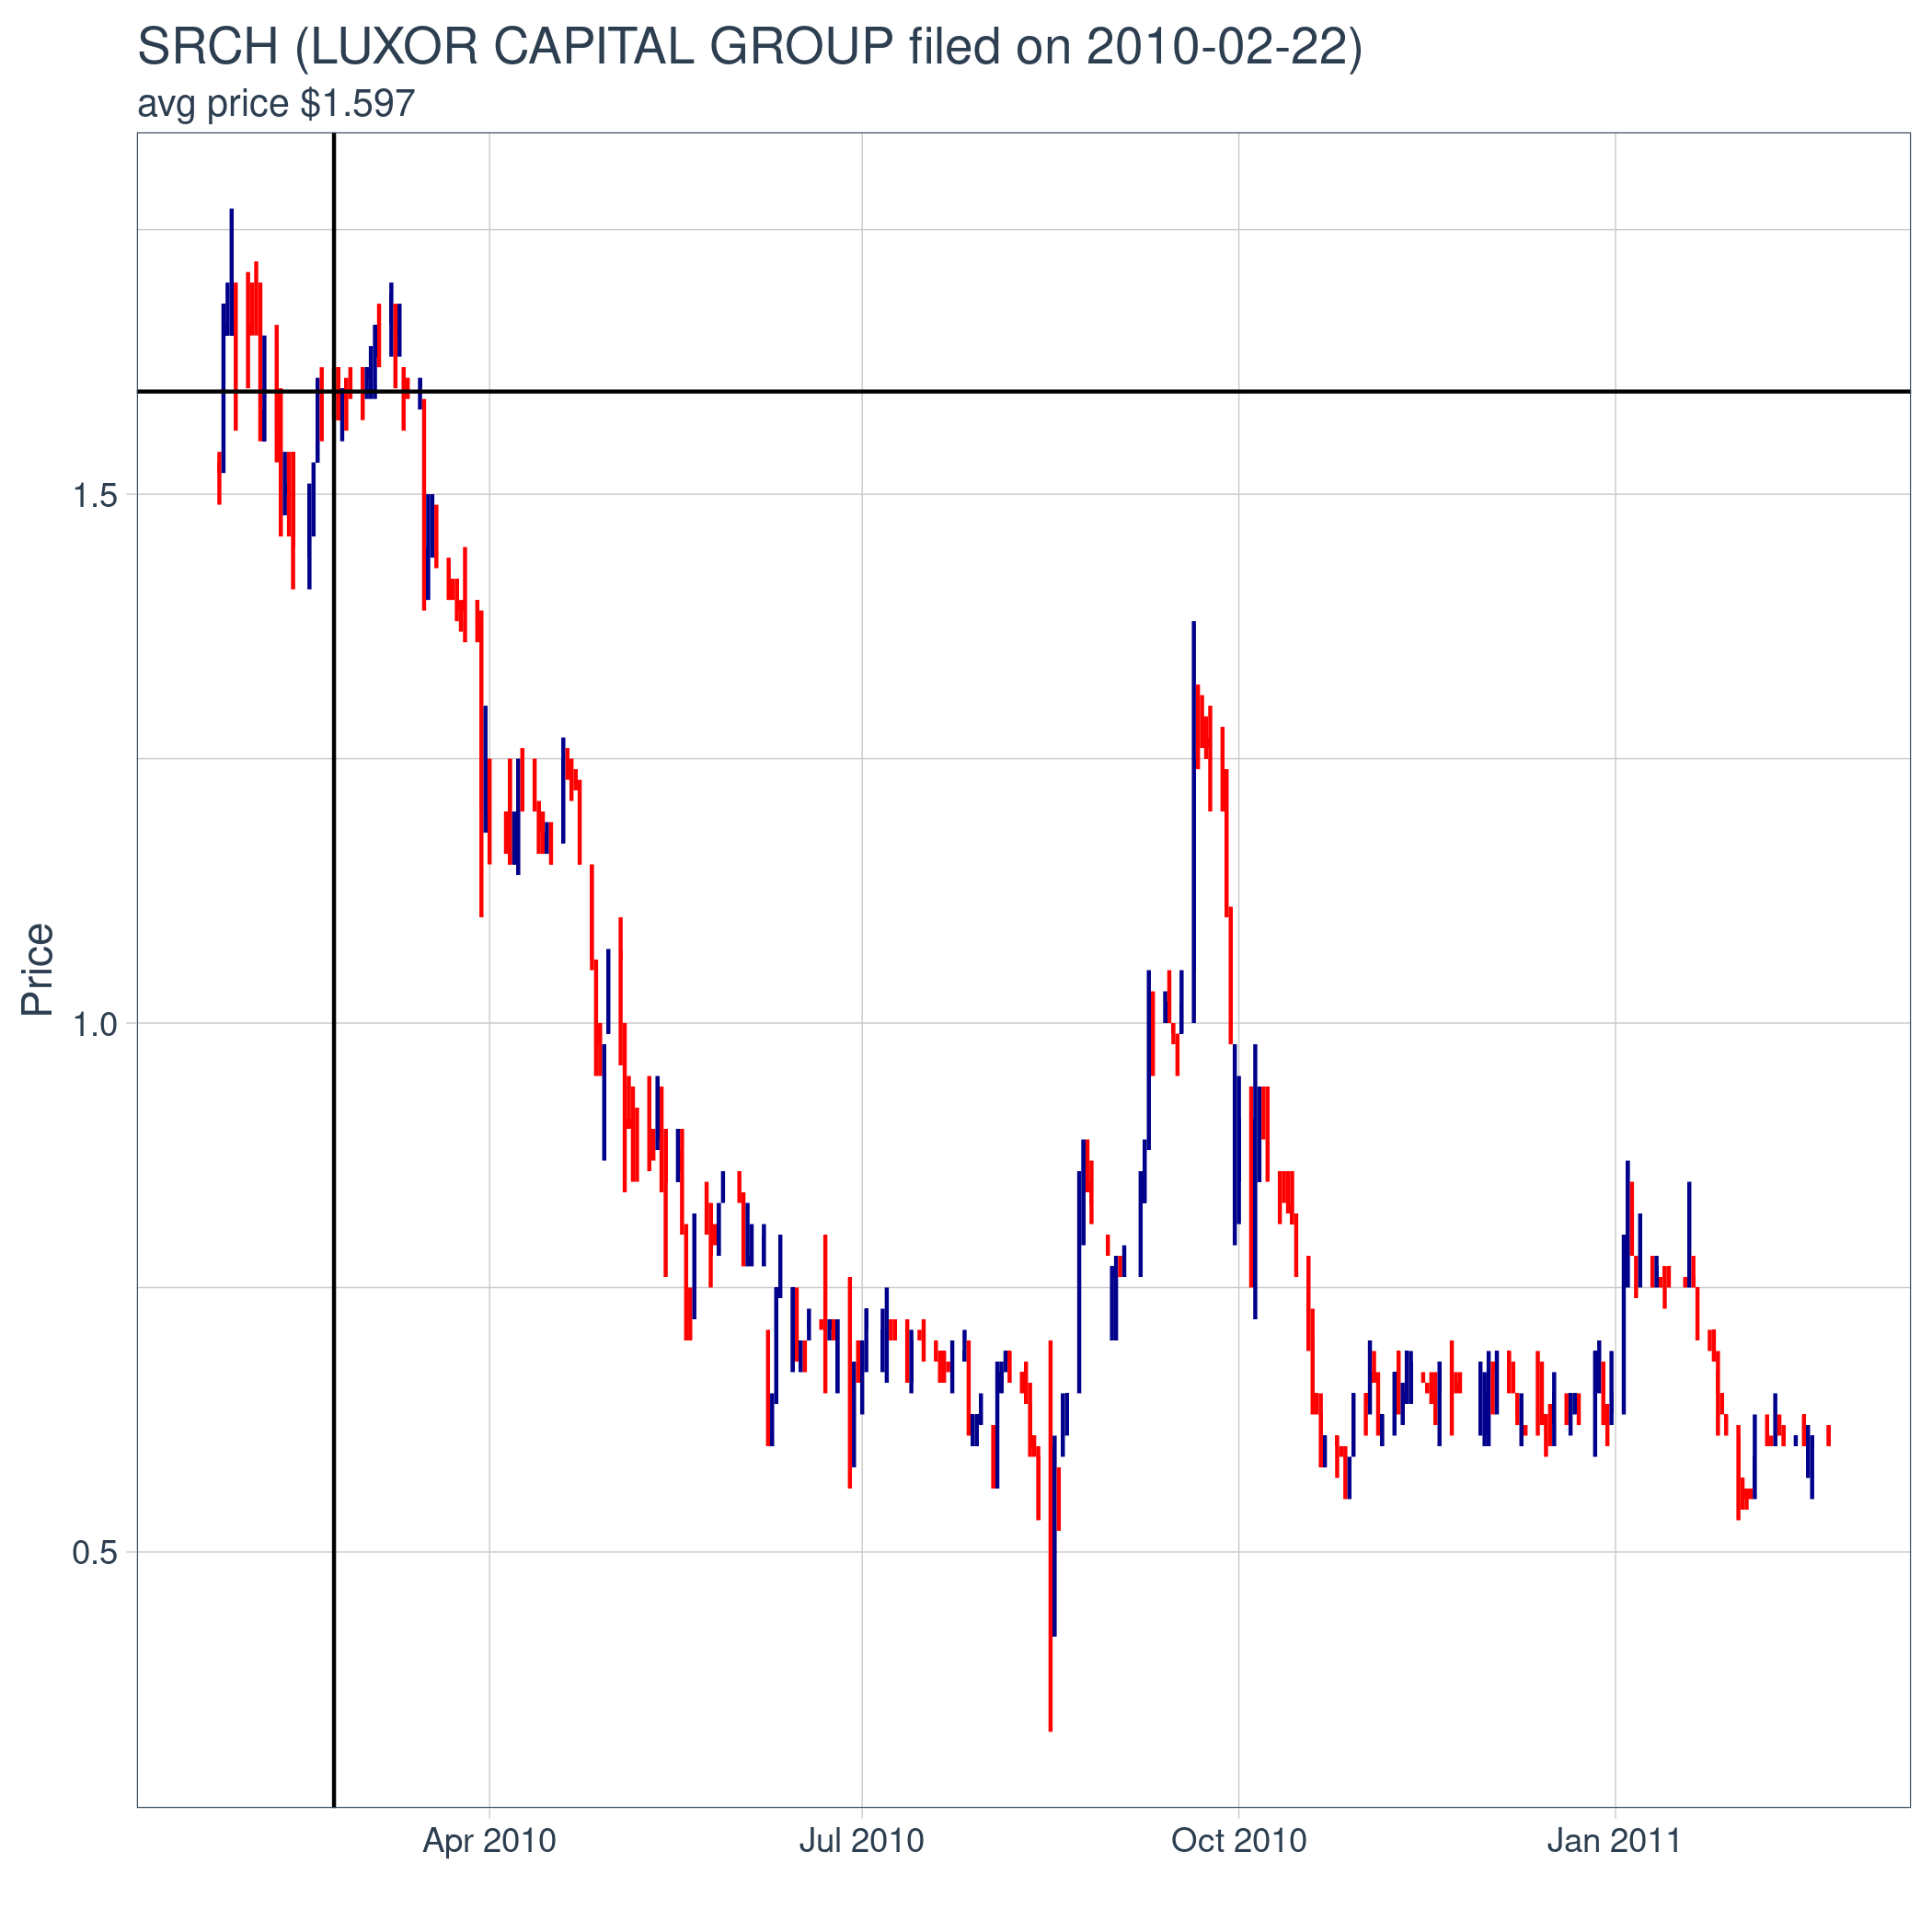 SRCH (LUXOR CAPITAL GROUP filed on 2010-02-22)
avg price $1.597
Price
1.5
1.0
0.5
Apr 2010
Jul 2010
Oct 2010
Jan 2011